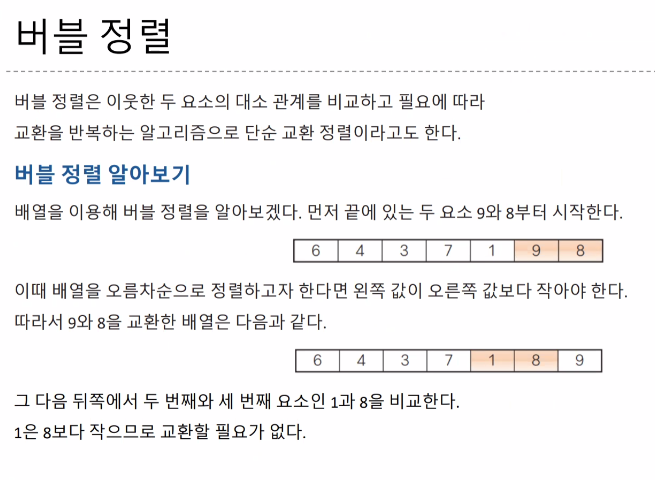 버블 정렬
버블 정렬은 이웃한 두 요소의 대소 관계를 비교하고 필요에 따라
교환을 반복하는 알고리즘으로 단순 교환 정렬이라고도 한다.
버블 정렬 알아보기
배열을 이용해 버블 정렬을 알아보겠다. 먼저 끝에 있는 두 요소 9와 8부터 시작한다.
6 4 3 7 1 9 8
이때 배열을 오름차순으로 정렬하고자 한다면 왼쪽 값이 오른쪽 값보다 작아야 한다.
따라서 9와 8을 교환한 배열은 다음과 같다.
6 4 3 7 1 8 9
그 다음 뒤쪽에서 두 번째와 세 번째 요소인 1과 8을 비교한다.
1은 8보다 작으므로 교환할 필요가 없다.